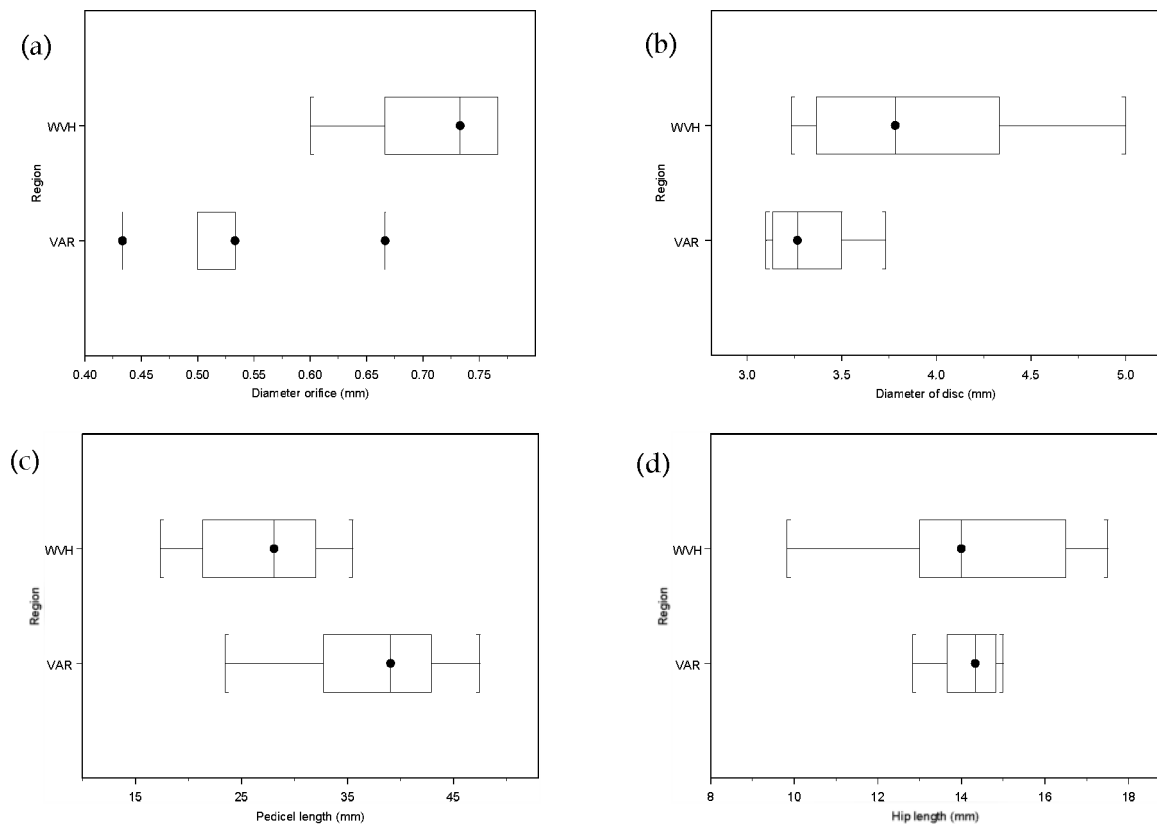 (a)
WVH
Region
VAR
0.40 0.45 0.50 0.55 0.60 0.65 0.70 0.75
Diameter orifice (mm)
(b)
WVH
Region
VAR
3.0 3.5 4.0 4.5 5.0
Diameter of disc (mm)
(c)
WVH
Region
VAR
15 25 35 45
Pedicel length (mm)
(d)
WVH
Region
VAR
8 10 12 14 16 18
Hip length (mm)